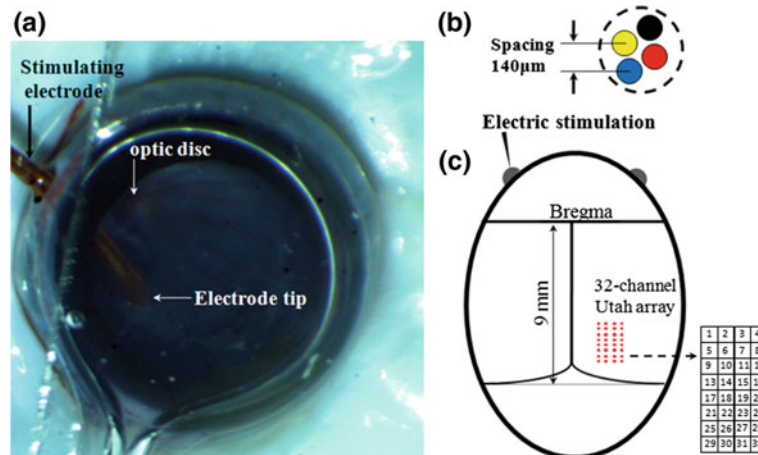 (a)
Stimulating
electrode
optic disc
Electrode tip
(b)
Spacing
140μm
Electric stimulation
(c)
Bregma
9 mm
32-channel
Utah array
1 2 3
5 6 7
9 10 11
13 14 15
17 18 19
21 22 23
25 26 27
29 30 31